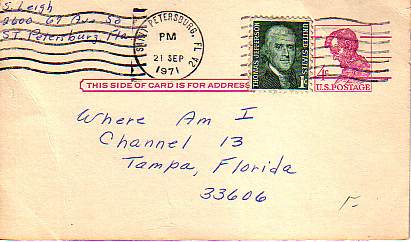 S. Leigh
2600 67 Ave So
ST. Petersburg Fla
SAINT PETERSBURG, FL
PM
21 SEP
1971
THOMAS JEFFERSON
UNITED STATES
1c
4c
U.S. POSTAGE
THIS SIDE OF CARD IS FOR ADDRESS
Where Am I
Channel 13
Tampa, Florida
33606